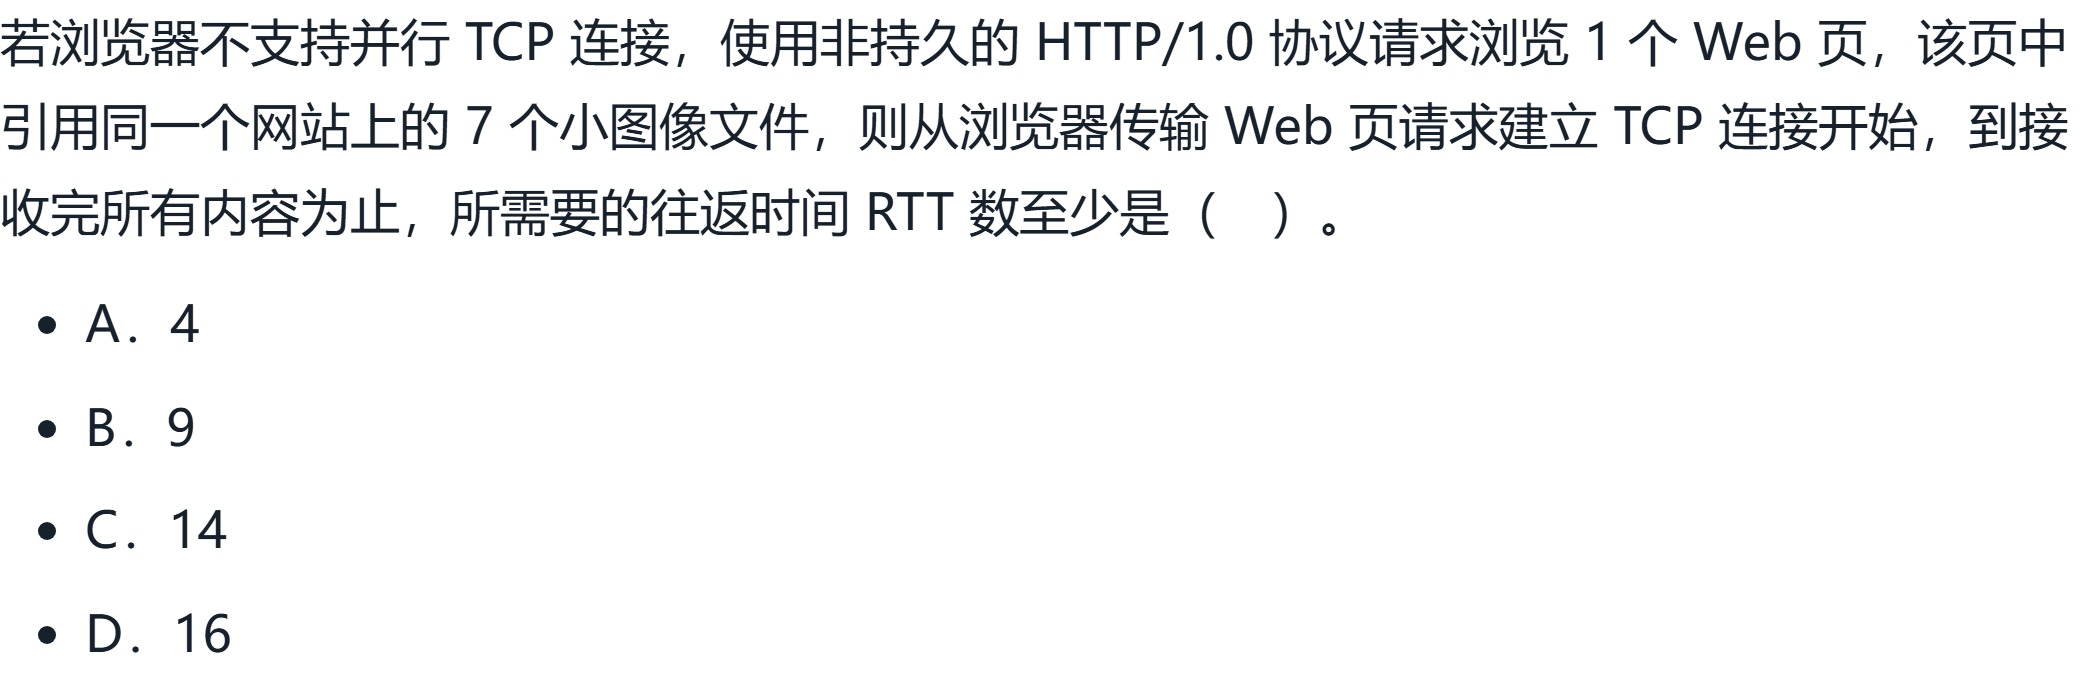 若浏览器不支持并行 TCP 连接，使用非持久的 HTTP/1.0 协议请求浏览 1 个 Web 页，该页中
引用同一个网站上的 7 个小图像文件，则从浏览器传输 Web 页请求建立 TCP 连接开始，到接
收完所有内容为止，所需要的往返时间 RTT 数至少是（　）。
• A．4
• B．9
• C．14
• D．16